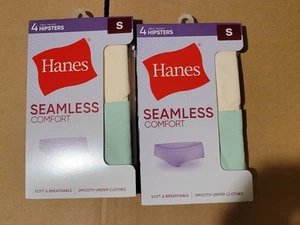 4 HIPSTERS
S
Hanes
SEAMLESS
COMFORT
SOFT & BREATHABLE | SMOOTH UNDER CLOTHES
4 HIPSTERS
S
Hanes
SEAMLESS
COMFORT
SOFT & BREATHABLE | SMOOTH UNDER CLOTHES